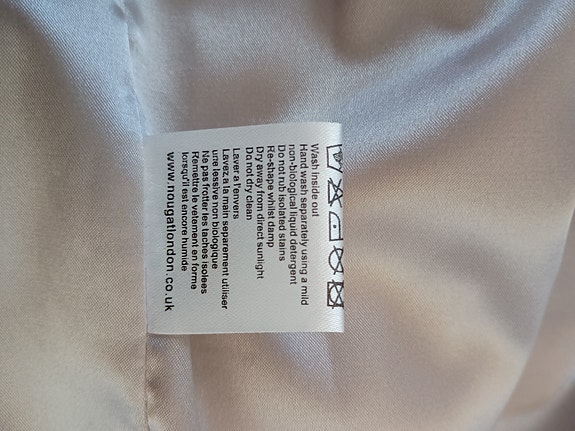 Wash inside out
Hand wash separately using a mild
non-biological liquid detergent
Do not rub isolated stains
Re-shape whilst damp
Dry away from direct sunlight
Do not dry clean
Laver a l'envers
Lavez a la main separement utiliser
une lessive non biologique
Ne pas frotter les taches isolees
Remettre le vetement en forme
lorsqu'il est encore humide
www.nougatlondon.co.uk